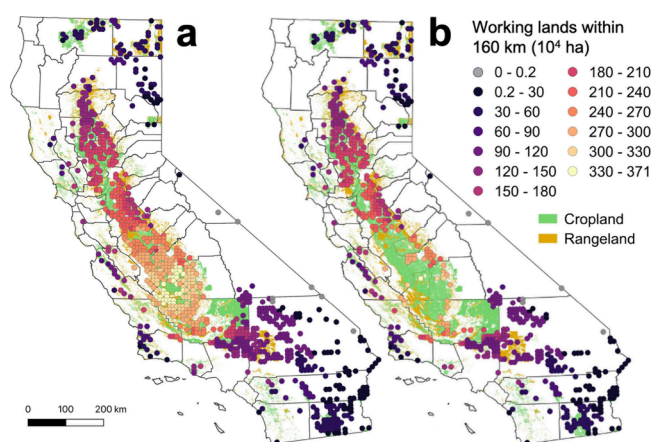 a
b
Working lands within
160 km (10⁴ ha)
0 - 0.2
0.2 - 30
30 - 60
60 - 90
90 - 120
120 - 150
150 - 180
180 - 210
210 - 240
240 - 270
270 - 300
300 - 330
330 - 371
Cropland
Rangeland
0 100 200 km